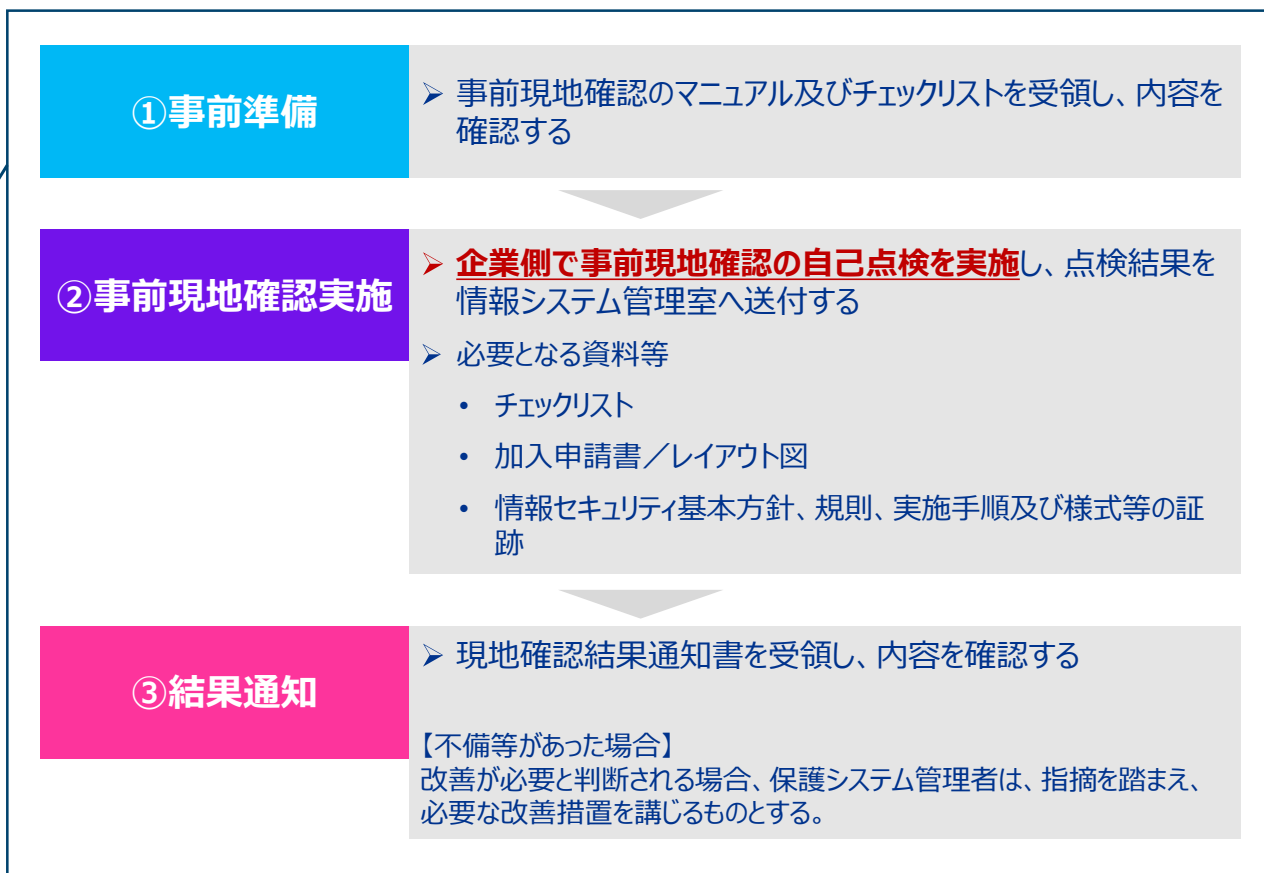 ①事前準備
➢ 事前現地確認のマニュアル及びチェックリストを受領し、内容を
確認する
②事前現地確認実施
➢ 企業側で事前現地確認の自己点検を実施し、点検結果を
情報システム管理室へ送付する
➢ 必要となる資料等
• チェックリスト
• 加入申請書／レイアウト図
• 情報セキュリティ基本方針、規則、実施手順及び様式等の証
跡
③結果通知
➢ 現地確認結果通知書を受領し、内容を確認する
【不備等があった場合】
改善が必要と判断される場合、保護システム管理者は、指摘を踏まえ、
必要な改善措置を講じるものとする。